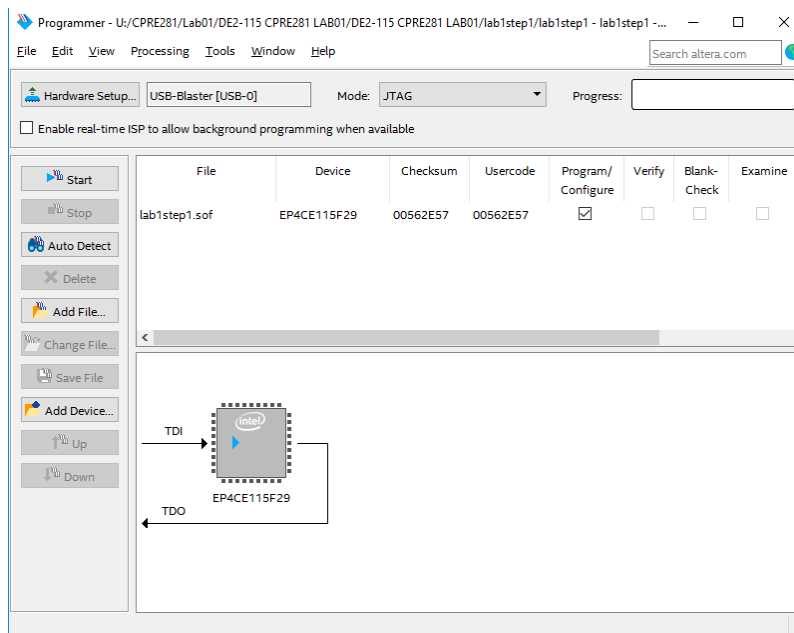 Programmer - U:/CPRE281/Lab01/DE2-115 CPRE281 LAB01/DE2-115 CPRE281 LAB01/lab1step1/lab1step1 - lab1step1 -...
File Edit View Processing Tools Window Help
Search altera.com
Hardware Setup... USB-Blaster [USB-0] Mode: JTAG Progress:
Enable real-time ISP to allow background programming when available
Start
Stop
Auto Detect
Delete
Add File...
Change File...
Save File
Add Device...
Up
Down
File Device Checksum Usercode Program/ Configure Verify Blank- Check Examine
lab1step1.sof EP4CE115F29 00562E57 00562E57
TDI
intel
EP4CE115F29
TDO